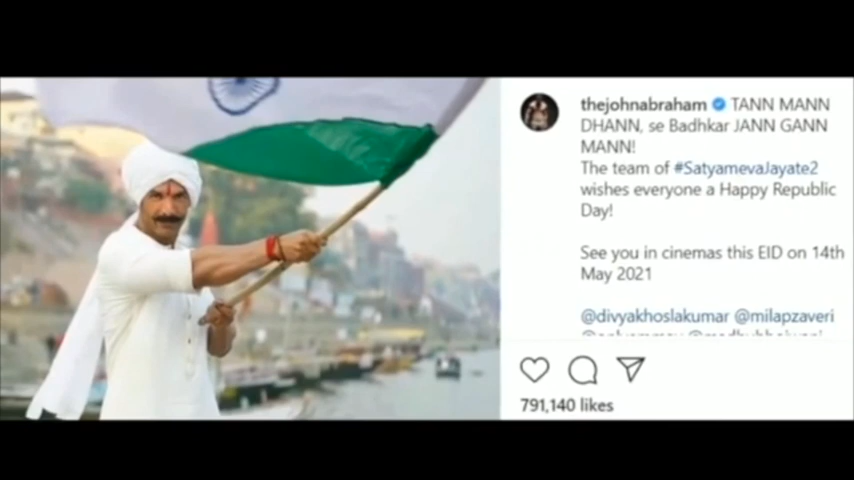 thejohnabraham TANN MANN
DHANN, se Badhkar JANN GANN
MANN!
The team of #SatyamevaJayate2
wishes everyone a Happy Republic
Day!
See you in cinemas this EID on 14th
May 2021
@divyakhoslakumar @milapzaveri
791,140 likes